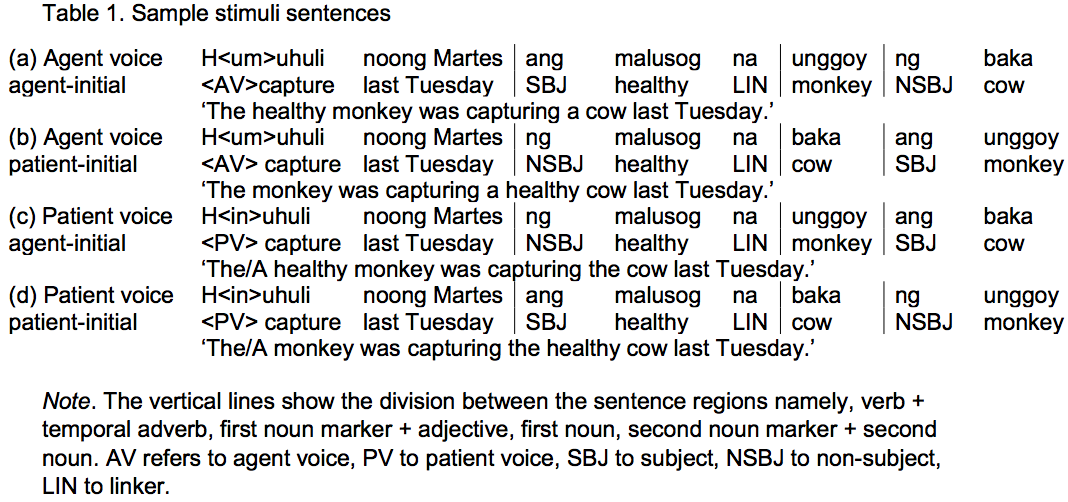 Table 1. Sample stimuli sentences
(a) Agent voice H<um>uhuli noong Martes ang malusog na unggoy ng baka
agent-initial <AV>capture last Tuesday SBJ healthy LIN monkey NSBJ cow
‘The healthy monkey was capturing a cow last Tuesday.’
(b) Agent voice H<um>uhuli noong Martes ng malusog na baka ang unggoy
patient-initial <AV> capture last Tuesday NSBJ healthy LIN cow SBJ monkey
‘The monkey was capturing a healthy cow last Tuesday.’
(c) Patient voice H<in>uhuli noong Martes ng malusog na unggoy ang baka
agent-initial <PV> capture last Tuesday NSBJ healthy LIN monkey SBJ cow
‘The/A healthy monkey was capturing the cow last Tuesday.’
(d) Patient voice H<in>uhuli noong Martes ang malusog na baka ng unggoy
patient-initial <PV> capture last Tuesday SBJ healthy LIN cow NSBJ monkey
‘The/A monkey was capturing the healthy cow last Tuesday.’
Note. The vertical lines show the division between the sentence regions namely, verb +
temporal adverb, first noun marker + adjective, first noun, second noun marker + second
noun. AV refers to agent voice, PV to patient voice, SBJ to subject, NSBJ to non-subject,
LIN to linker.